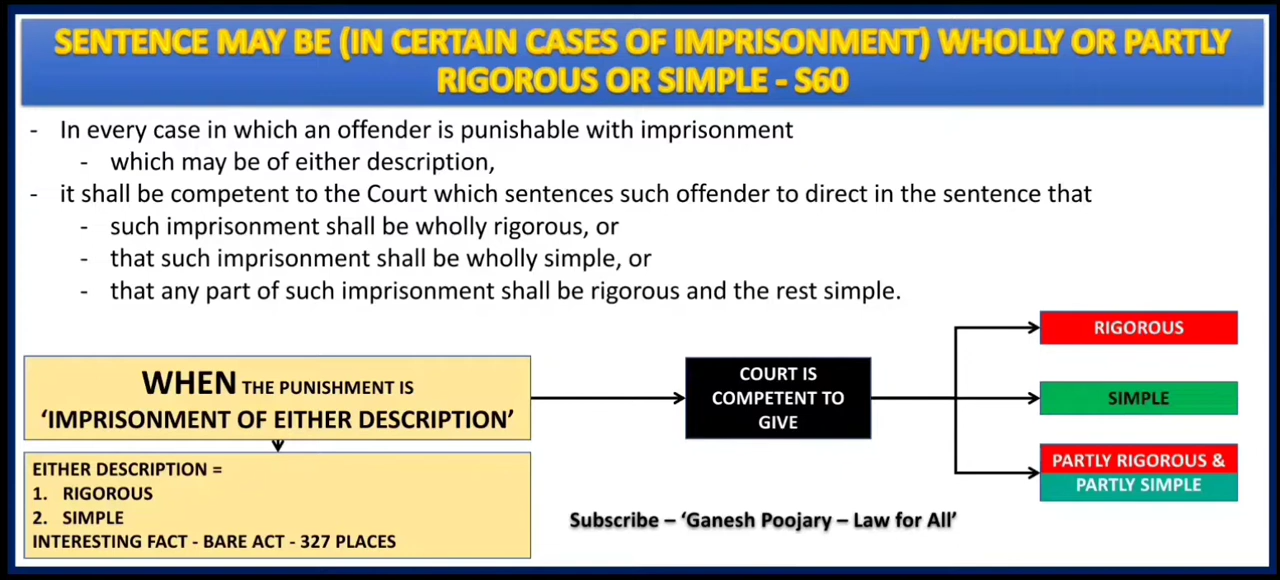 SENTENCE MAY BE (IN CERTAIN CASES OF IMPRISONMENT) WHOLLY OR PARTLY
RIGOROUS OR SIMPLE - S60
- In every case in which an offender is punishable with imprisonment
- which may be of either description,
- it shall be competent to the Court which sentences such offender to direct in the sentence that
- such imprisonment shall be wholly rigorous, or
- that such imprisonment shall be wholly simple, or
- that any part of such imprisonment shall be rigorous and the rest simple.
WHEN THE PUNISHMENT IS
‘IMPRISONMENT OF EITHER DESCRIPTION’
EITHER DESCRIPTION =
1. RIGOROUS
2. SIMPLE
INTERESTING FACT - BARE ACT - 327 PLACES
COURT IS
COMPETENT TO
GIVE
RIGOROUS
SIMPLE
PARTLY RIGOROUS &
PARTLY SIMPLE
Subscribe – ‘Ganesh Poojary – Law for All’